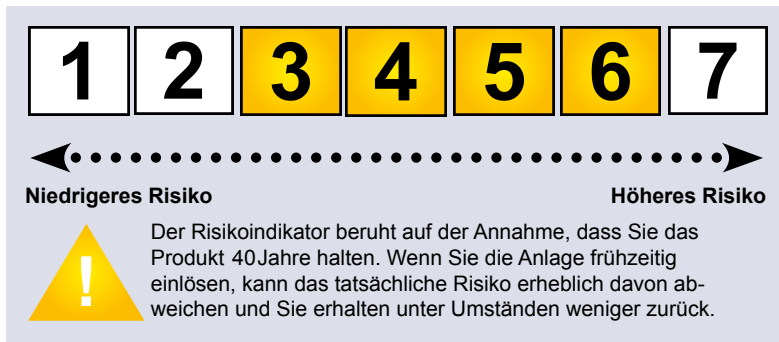 1 2 3 4 5 6 7
Niedrigeres Risiko Höheres Risiko
!
Der Risikoindikator beruht auf der Annahme, dass Sie das
Produkt 40Jahre halten. Wenn Sie die Anlage frühzeitig
einlösen, kann das tatsächliche Risiko erheblich davon ab-
weichen und Sie erhalten unter Umständen weniger zurück.